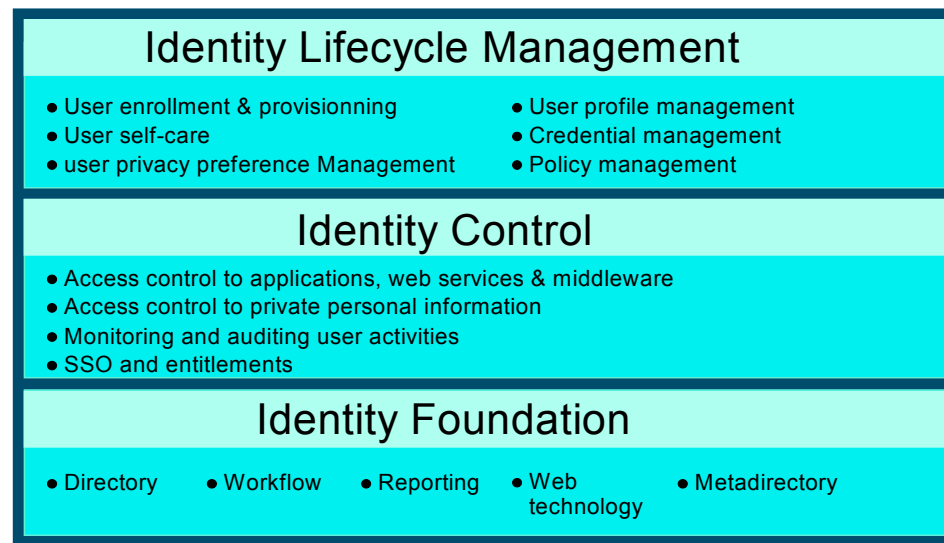 Identity Lifecycle Management
● User enrollment & provisionning
● User self-care
● user privacy preference Management
● User profile management
● Credential management
● Policy management
Identity Control
● Access control to applications, web services & middleware
● Access control to private personal information
● Monitoring and auditing user activities
● SSO and entitlements
Identity Foundation
● Directory
● Workflow
● Reporting
● Web
technology
● Metadirectory